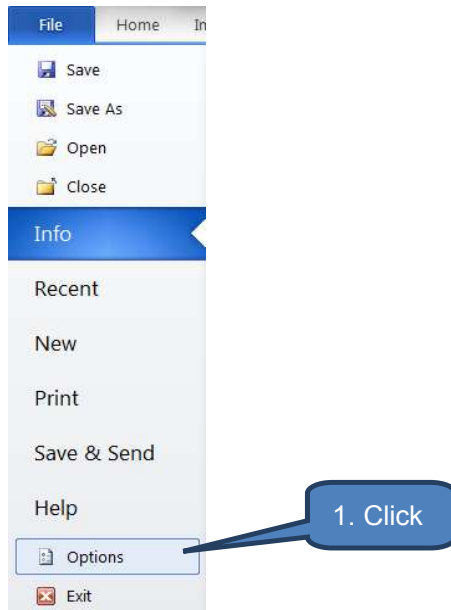 File Home In
Save
Save As
Open
Close
Info
Recent
New
Print
Save & Send
Help
1. Click
Options
Exit